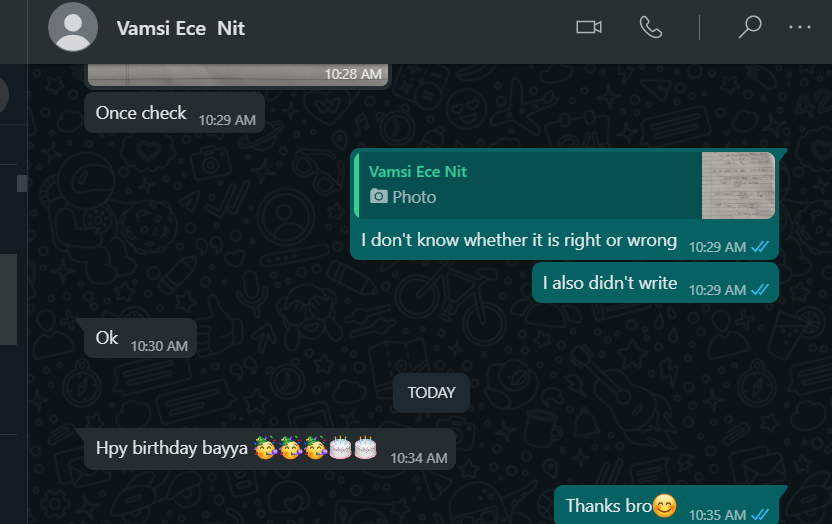 Vamsi Ece Nit
10:28 AM
Once check 10:29 AM
Vamsi Ece Nit
Photo
I don't know whether it is right or wrong 10:29 AM
I also didn't write 10:29 AM
Ok 10:30 AM
TODAY
Hpy birthday bayya 🥳🥳🥳🎂🎂 10:34 AM
Thanks bro😊 10:35 AM